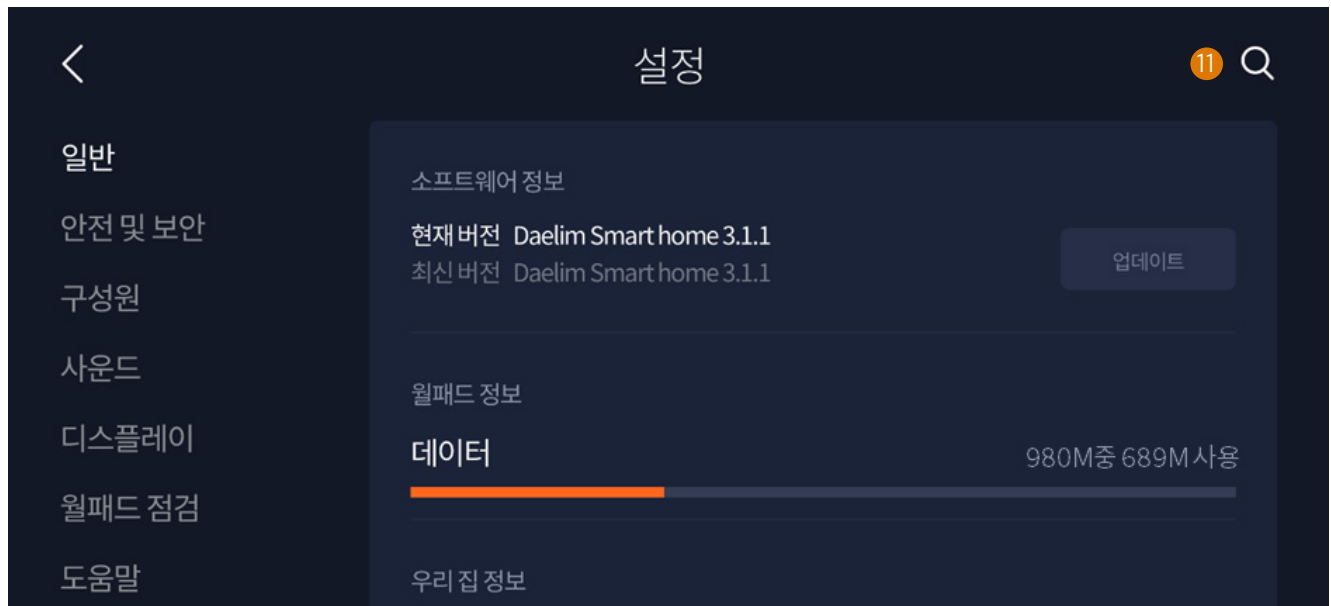 설정
11
일반
안전 및 보안
구성원
사운드
디스플레이
월패드 점검
도움말
소프트웨어 정보
현재 버전 Daelim Smart home 3.1.1
최신 버전 Daelim Smart home 3.1.1
업데이트
월패드 정보
데이터
980M중 689M 사용
우리 집 정보